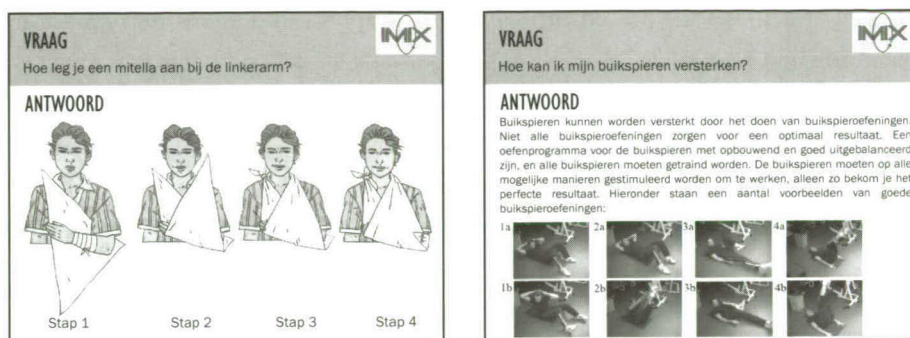 VRAAG
IMIX
Hoe leg je een mitella aan bij de linkerarm?
ANTWOORD
Stap 1
Stap 2
Stap 3
Stap 4
VRAAG
IMIX
Hoe kan ik mijn buikspieren versterken?
ANTWOORD
Buikspieren kunnen worden versterkt door het doen van buikspieroefeningen.
Niet alle buikspieroefeningen zorgen voor een optimaal resultaat. Een
oefenprogramma voor de buikspieren met opbouwend en goed uitgebalanceerd
zijn, en alle buikspieren moeten getraind worden. De buikspieren moeten op alle
mogelijke manieren gestimuleerd worden om te werken, alleen zo bekom je het
perfecte resultaat. Hieronder staan een aantal voorbeelden van goede
buikspieroefeningen:
1a
2a
3a
4a
1b
2b
3b
4b